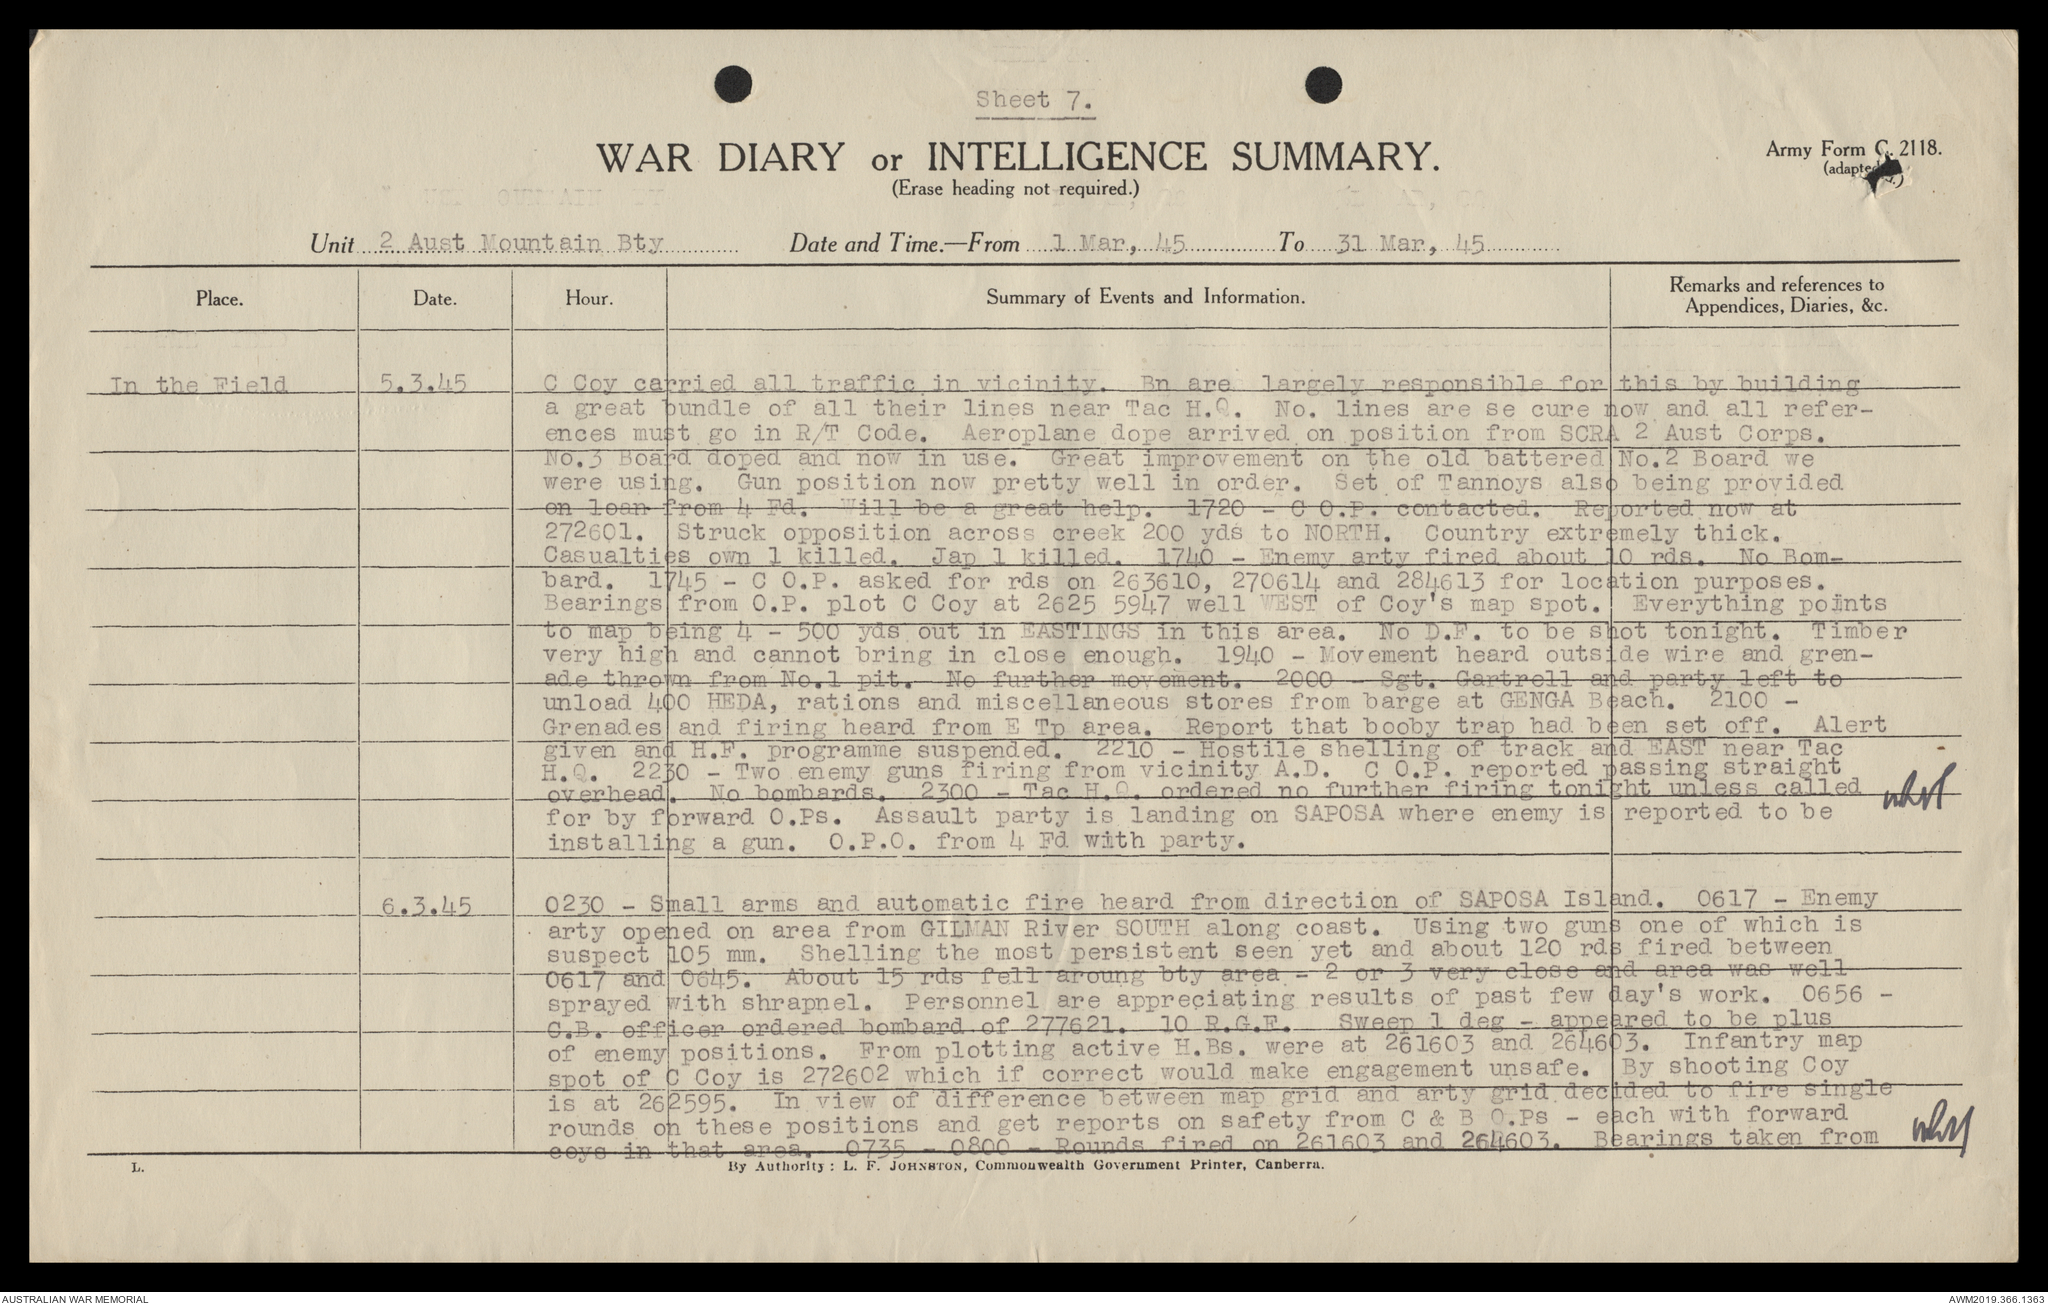 Sheet 7.
WAR DIARY or INTELLIGENCE SUMMARY.
(Erase heading not required.)
Army Form C. 2118.
(adapted.)
Unit 2 Aust Mountain Bty Date and Time.—From 1 Mar, 45 To 31 Mar, 45
Place. Date. Hour. Summary of Events and Information. Remarks and references to
Appendices, Diaries, &c.
In the Field 5.3.45 C Coy carried all traffic in vicinity. Bn are largely responsible for this by building
a great bundle of all their lines near Tac H.Q. No. lines are se cure now and all refer-
ences must go in R/T Code. Aeroplane dope arrived on position from SCRA 2 Aust Corps.
No.3 Board doped and now in use. Great improvement on the old battered No.2 Board we
were using. Gun position now pretty well in order. Set of Tannoys also being provided
on loan from 4 Fd. Will be a great help. 1720 - C O.P. contacted. Reported now at
272601. Struck opposition across creek 200 yds to NORTH. Country extremely thick.
Casualties own 1 killed. Jap 1 killed. 1740 - Enemy arty fired about 10 rds. No Bom-
bard. 1745 - C O.P. asked for rds on 263610, 270614 and 284613 for location purposes.
Bearings from O.P. plot C Coy at 2625 5947 well WEST of Coy's map spot. Everything points
to map being 4 - 500 yds out in EASTINGS in this area. No D.F. to be shot tonight. Timber
very high and cannot bring in close enough. 1940 - Movement heard outside wire and gren-
ade thrown from No.1 pit. No further movement. 2000 - Sgt. Gartrell and party left to
unload 400 HEDA, rations and miscellaneous stores from barge at GENGA Beach. 2100 -
Grenades and firing heard from E Tp area. Report that booby trap had been set off. Alert
given and H.F. programme suspended. 2210 - Hostile shelling of track and EAST near Tac
H.Q. 2230 - Two enemy guns firing from vicinity A.D. C O.P. reported passing straight
overhead. No bombards. 2300 - Tac H.Q. ordered no further firing tonight unless called
for by forward O.Ps. Assault party is landing on SAPOSA where enemy is reported to be
installing a gun. O.P.O. from 4 Fd with party.
6.3.45 0230 - Small arms and automatic fire heard from direction of SAPOSA Island. 0617 - Enemy
arty opened on area from GILMAN River SOUTH along coast. Using two guns one of which is
suspect 105 mm. Shelling the most persistent seen yet and about 120 rds fired between
0617 and 0645. About 15 rds fell aroung bty area - 2 or 3 very close and area was well
sprayed with shrapnel. Personnel are appreciating results of past few day's work. 0656 -
C.B. officer ordered bombard of 277621. 10 R.G.F. Sweep 1 deg - appeared to be plus
of enemy positions. From plotting active H.Bs. were at 261603 and 264603. Infantry map
spot of C Coy is 272602 which if correct would make engagement unsafe. By shooting Coy
is at 262595. In view of difference between map grid and arty grid decided to fire single
rounds on these positions and get reports on safety from C & B O.Ps - each with forward
coys in that area. 0735 - 0800 - Rounds fired on 261603 and 264603. Bearings taken from
L. By Authority: L. F. JOHNSTON, Commonwealth Government Printer, Canberra.
AUSTRALIAN WAR MEMORIAL AWM2019.366.1363